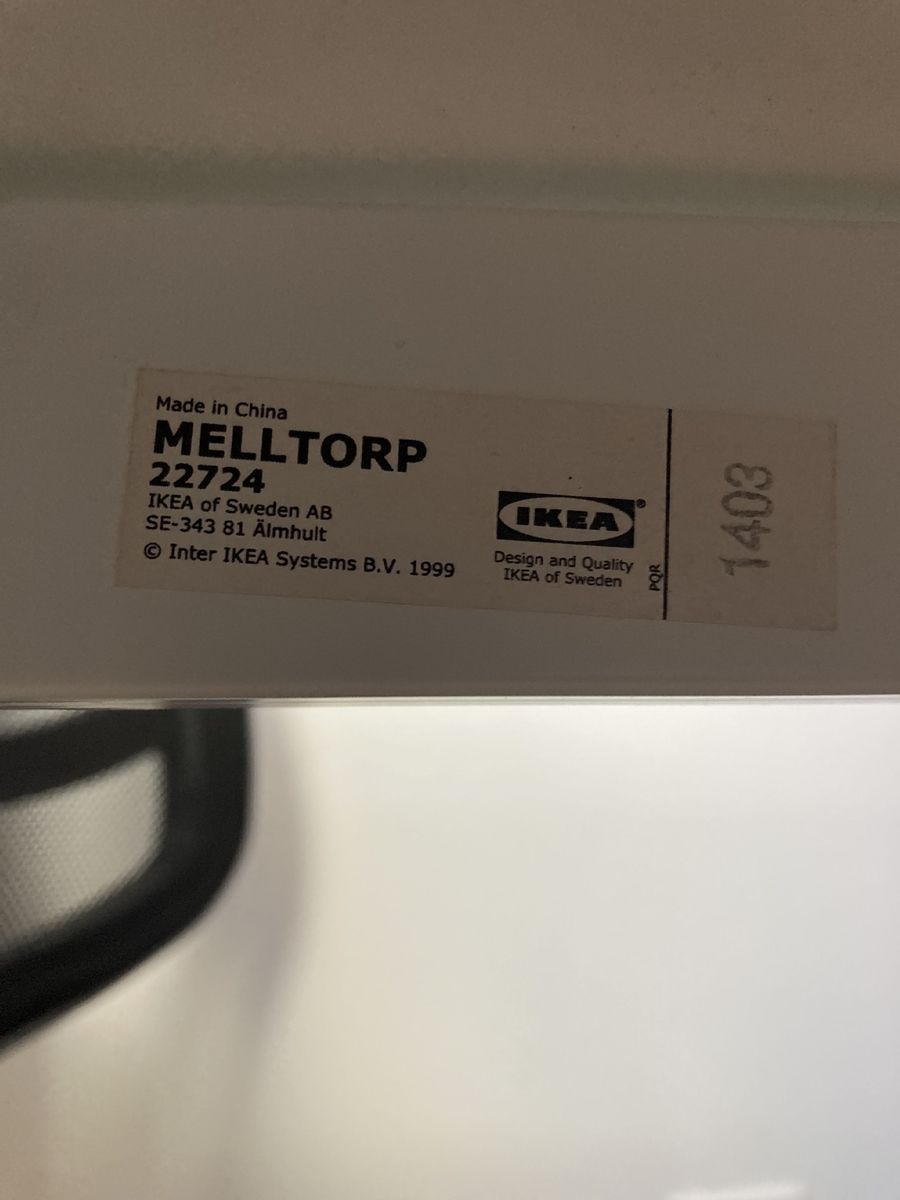 Made in China
MELLTORP
22724
IKEA of Sweden AB
SE-343 81 Älmhult
© Inter IKEA Systems B.V. 1999
IKEA®
Design and Quality
IKEA of Sweden
PQR
1403